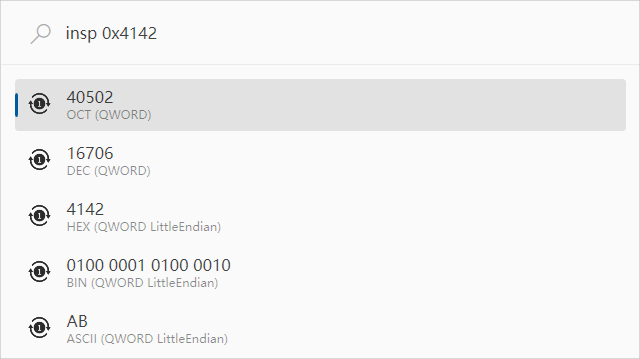 insp 0x4142
40502
OCT (QWORD)
16706
DEC (QWORD)
4142
HEX (QWORD LittleEndian)
0100 0001 0100 0010
BIN (QWORD LittleEndian)
AB
ASCII (QWORD LittleEndian)